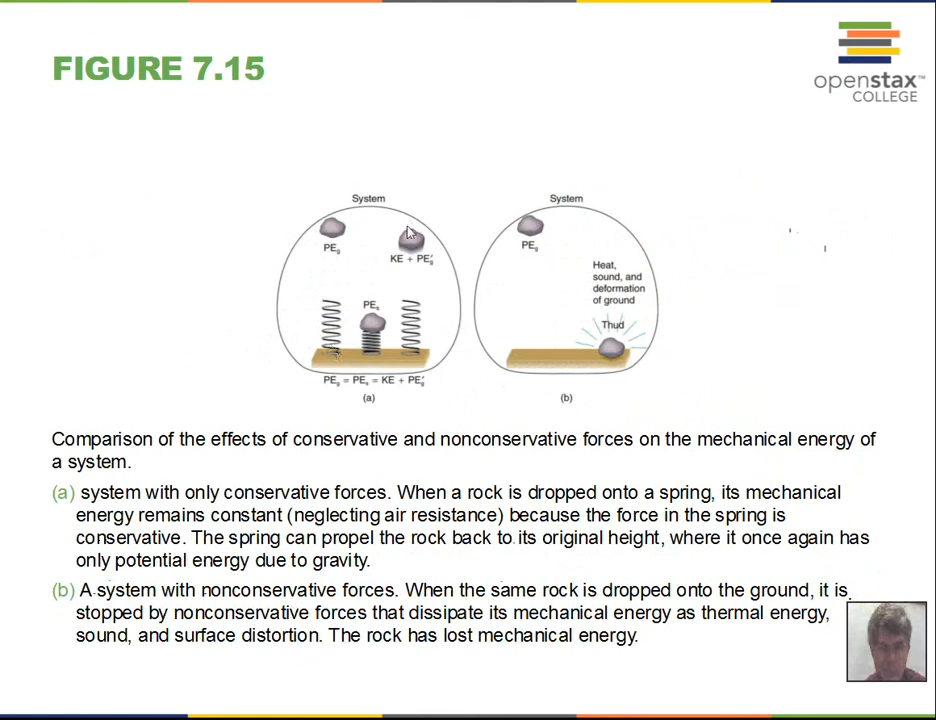 FIGURE 7.15
openstax™
COLLEGE
System
PEg
KE + PE′g
PEs
PEg = PEs = KE + PE′g
(a)
System
PEg
Heat,
sound, and
deformation
of ground
Thud
(b)
Comparison of the effects of conservative and nonconservative forces on the mechanical energy of
a system.
(a) system with only conservative forces. When a rock is dropped onto a spring, its mechanical
energy remains constant (neglecting air resistance) because the force in the spring is
conservative. The spring can propel the rock back to its original height, where it once again has
only potential energy due to gravity.
(b) A system with nonconservative forces. When the same rock is dropped onto the ground, it is
stopped by nonconservative forces that dissipate its mechanical energy as thermal energy,
sound, and surface distortion. The rock has lost mechanical energy.